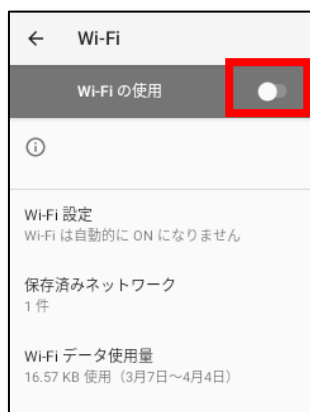 Wi-Fi
Wi-Fi の使用
Wi-Fi 設定
Wi-Fi は自動的に ON になりません
保存済みネットワーク
1 件
Wi-Fi データ使用量
16.57 KB 使用（3月7日～4月4日）